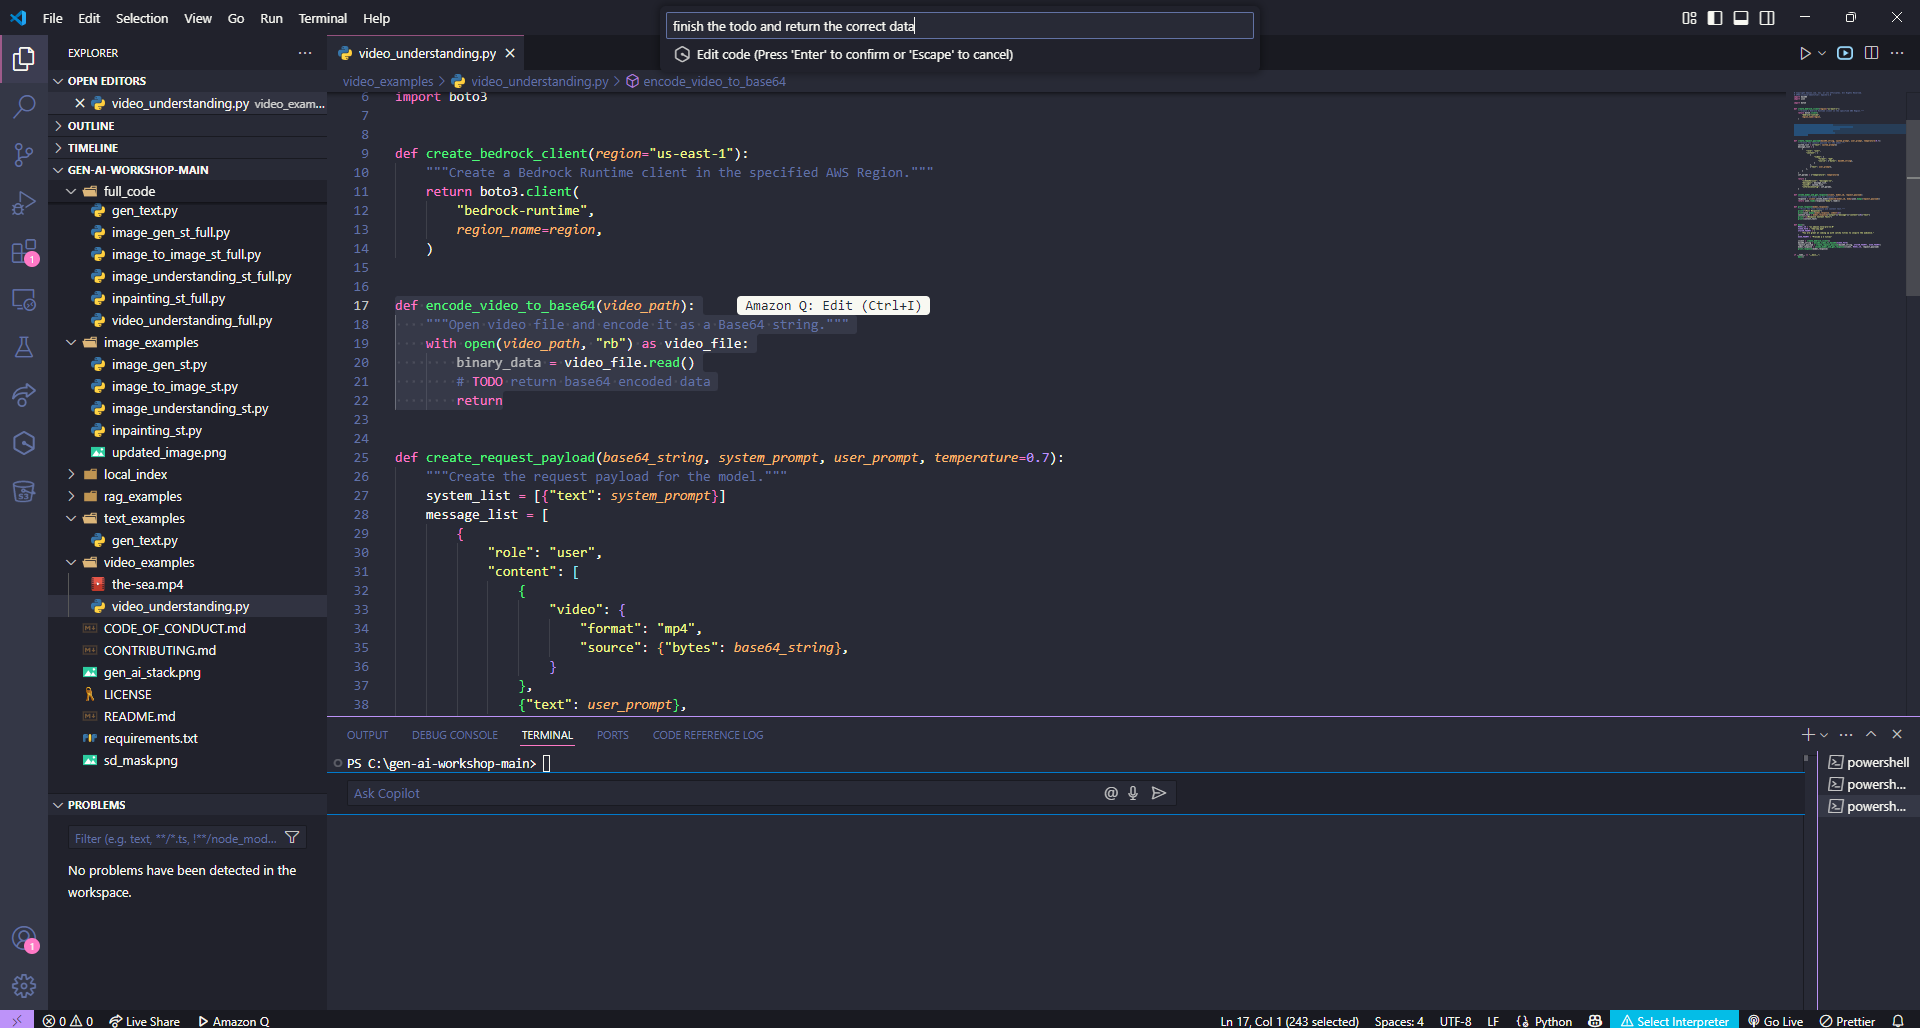 File Edit Selection View Go Run Terminal Help
finish the todo and return the correct data
Edit code (Press 'Enter' to confirm or 'Escape' to cancel)
EXPLORER
OPEN EDITORS
video_understanding.py video_exam...
OUTLINE
TIMELINE
GEN-AI-WORKSHOP-MAIN
full_code
gen_text.py
image_gen_st_full.py
image_to_image_st_full.py
image_understanding_st_full.py
inpainting_st_full.py
video_understanding_full.py
image_examples
image_gen_st.py
image_to_image_st.py
image_understanding_st.py
inpainting_st.py
updated_image.png
local_index
rag_examples
text_examples
gen_text.py
video_examples
the-sea.mp4
video_understanding.py
CODE_OF_CONDUCT.md
CONTRIBUTING.md
gen_ai_stack.png
LICENSE
README.md
requirements.txt
sd_mask.png
PROBLEMS
Filter (e.g. text, **/*.ts, !**/node_mod...
No problems have been detected in the
workspace.
video_understanding.py
video_examples > video_understanding.py > encode_video_to_base64
6 import boto3
7
8
9 def create_bedrock_client(region="us-east-1"):
10 """Create a Bedrock Runtime client in the specified AWS Region."""
11 return boto3.client(
12 "bedrock-runtime",
13 region_name=region,
14 )
15
16
17 def encode_video_to_base64(video_path): Amazon Q: Edit (Ctrl+I)
18 """Open video file and encode it as a Base64 string."""
19 with open(video_path, "rb") as video_file:
20 binary_data = video_file.read()
21 # TODO return base64 encoded data
22 return
23
24
25 def create_request_payload(base64_string, system_prompt, user_prompt, temperature=0.7):
26 """Create the request payload for the model."""
27 system_list = [{"text": system_prompt}]
28 message_list = [
29 {
30 "role": "user",
31 "content": [
32 {
33 "video": {
34 "format": "mp4",
35 "source": {"bytes": base64_string},
36 }
37 },
38 {"text": user_prompt},
OUTPUT DEBUG CONSOLE TERMINAL PORTS CODE REFERENCE LOG
PS C:\gen-ai-workshop-main>
Ask Copilot
powershell
powersh...
powersh...
1
1
S3
0 0 Live Share Amazon Q
Ln 17, Col 1 (243 selected) Spaces: 4 UTF-8 LF Python Select Interpreter Go Live Prettier